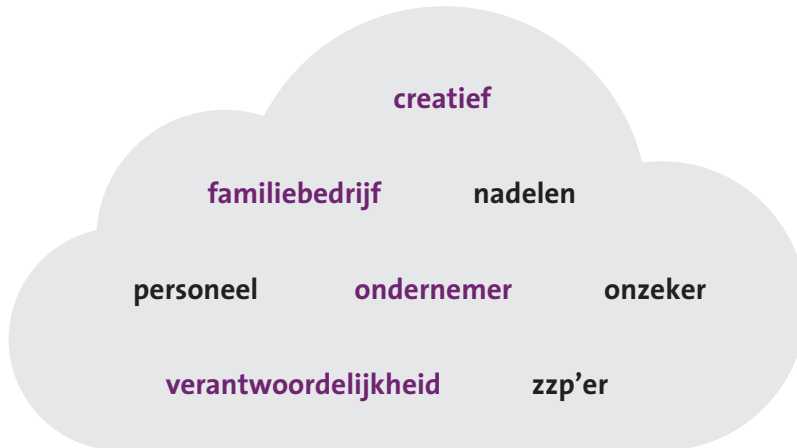 creatief
familiebedrijf nadelen
personeel ondernemer onzeker
verantwoordelijkheid zzp’er